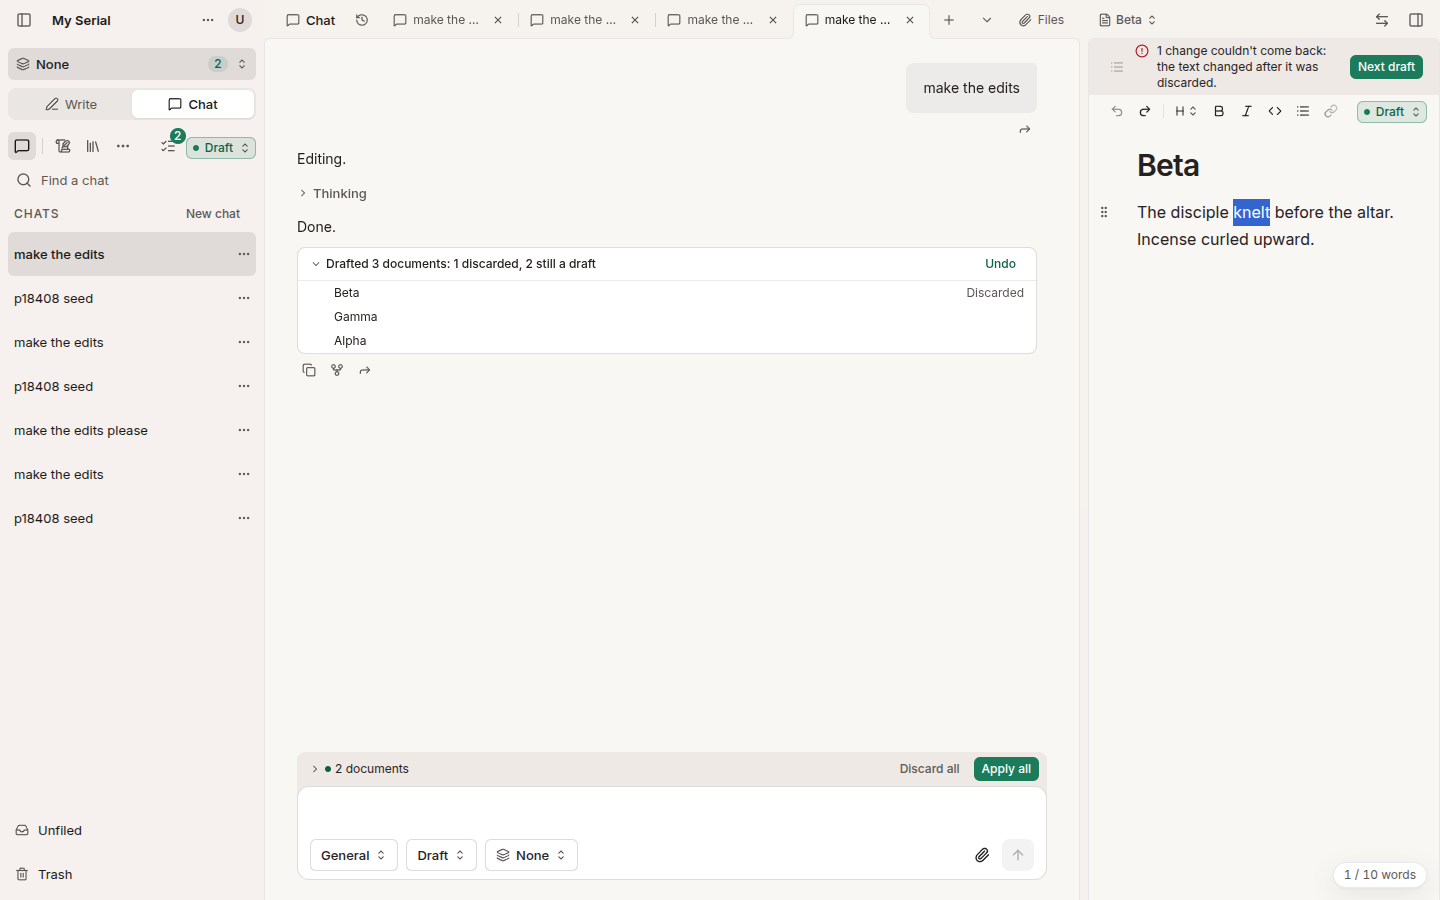 My Serial
U
None
2
Write
Chat
2
Draft
Find a chat
CHATS
New chat
make the edits
p18408 seed
make the edits
p18408 seed
make the edits please
make the edits
p18408 seed
Unfiled
Trash
Chat
make the ...
make the ...
make the ...
make the ...
Files
make the edits
Editing.
Thinking
Done.
Drafted 3 documents: 1 discarded, 2 still a draft
Undo
Beta
Discarded
Gamma
Alpha
2 documents
Discard all
Apply all
General
Draft
None
Beta
1 change couldn't come back:
the text changed after it was
discarded.
Next draft
H
B
I
Draft
Beta
The disciple knelt before the altar.
Incense curled upward.
1 / 10 words